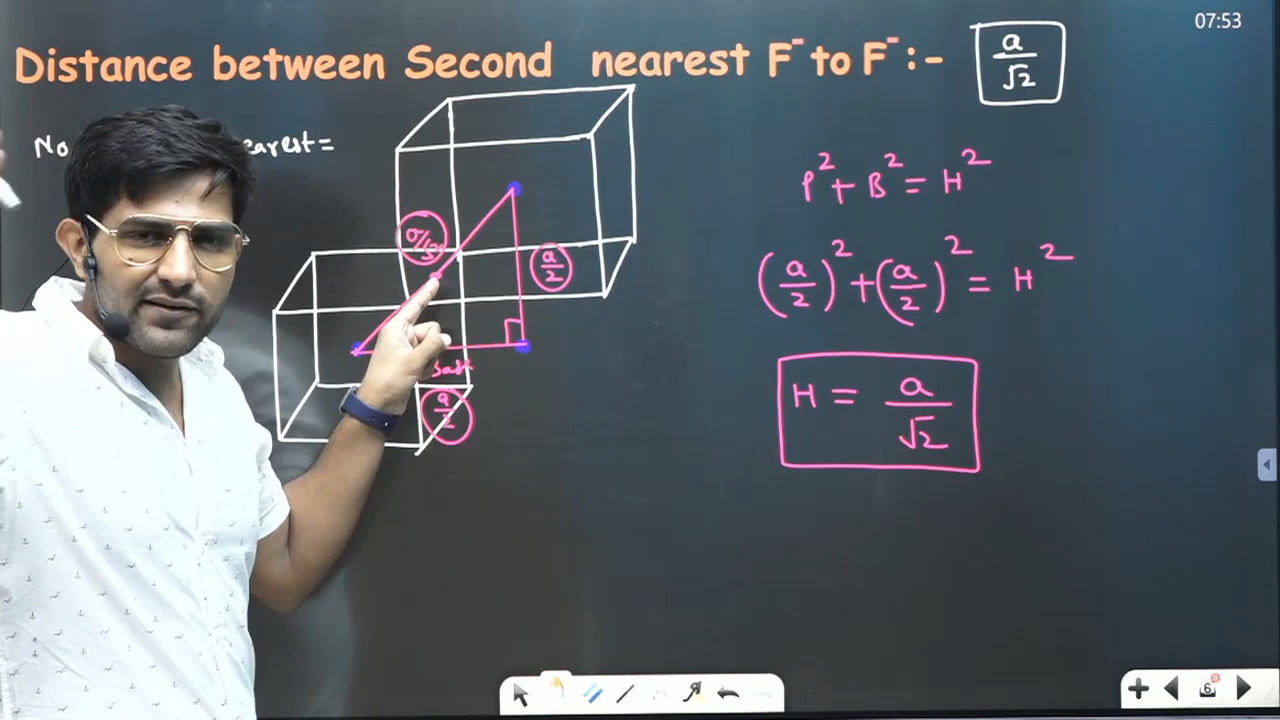 07:53
Distance between Second nearest F⁻ to F⁻ :- a/√2
No earest =
P² + B² = H²
a/2
(a/2)² + (a/2)² = H²
a/2
H = a/√2
6